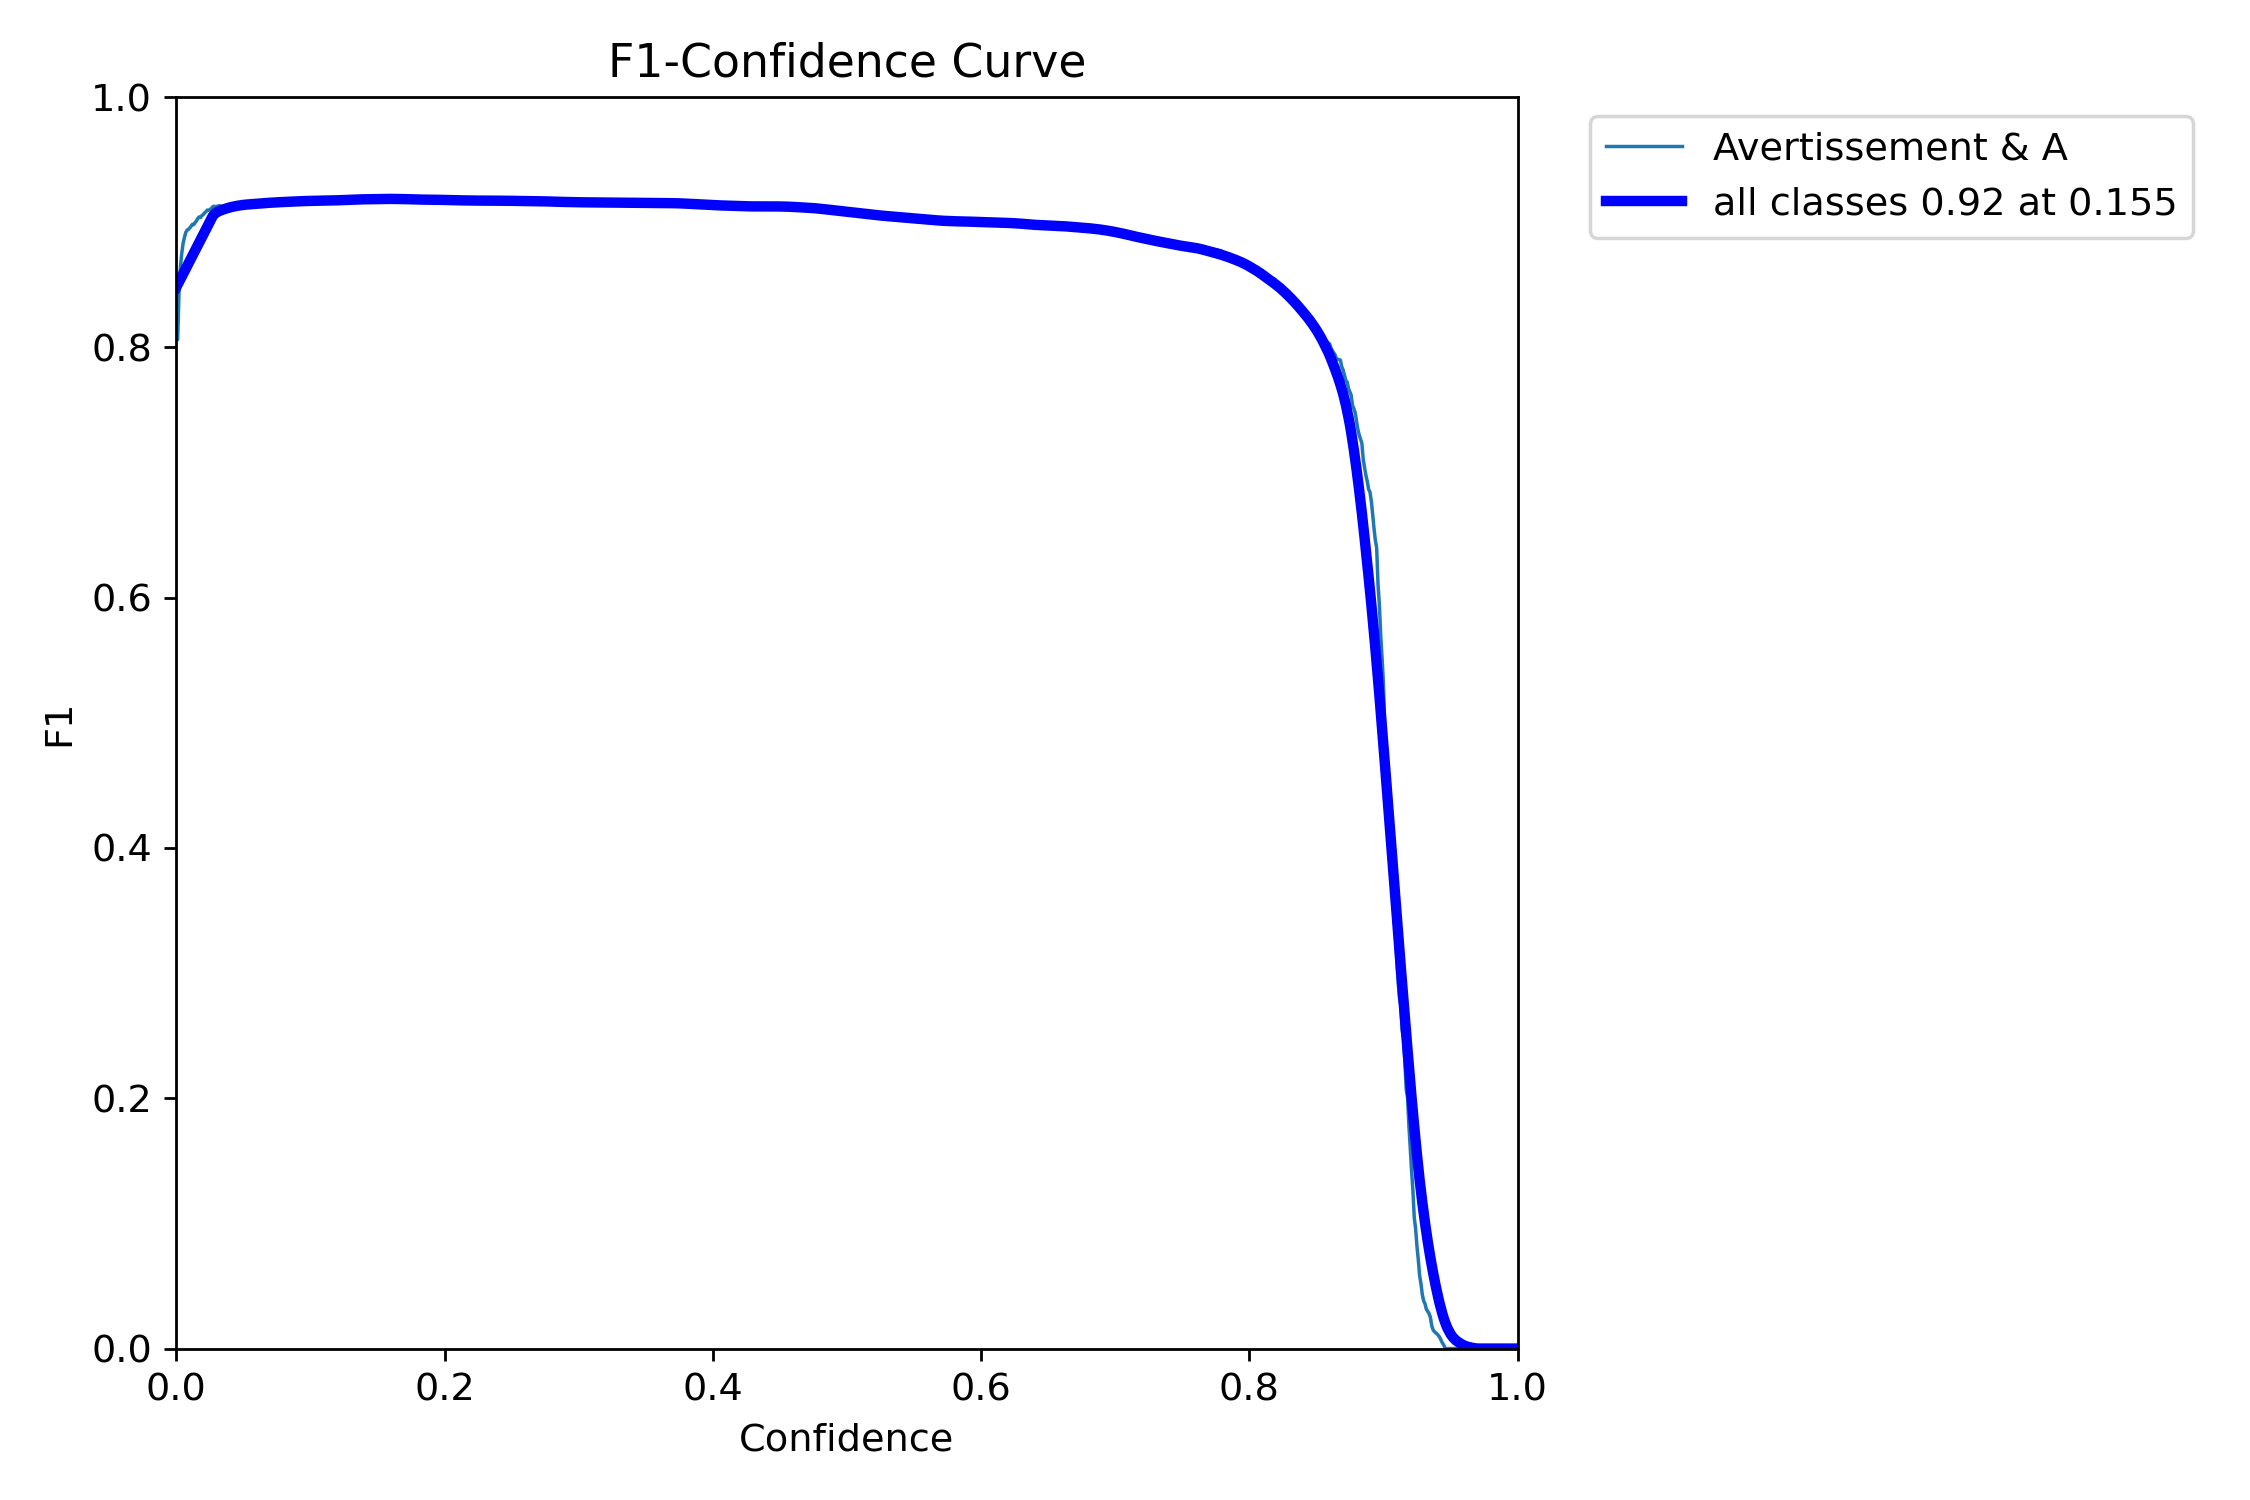 F1-Confidence Curve
Avertissement & A
all classes 0.92 at 0.155
1.0
0.8
0.6
0.4
0.2
0.0
F1
0.0 0.2 0.4 0.6 0.8 1.0
Confidence